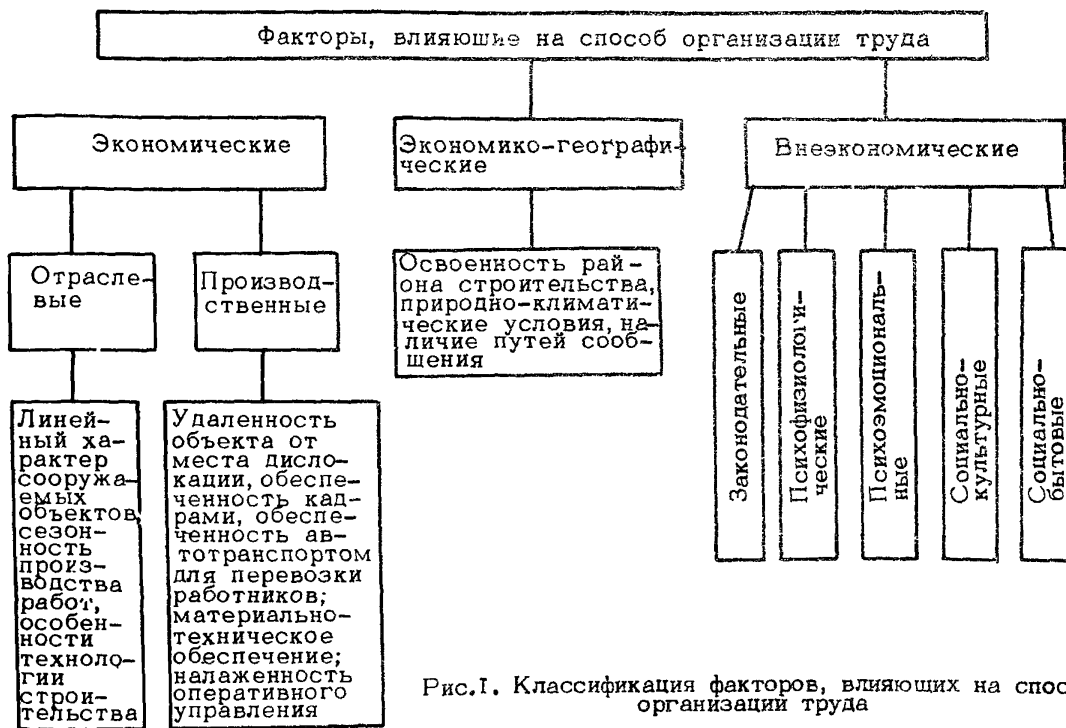 Факторы, влияюшие на способ организации труда
Экономические
Экономико-географи-
ческие
Внеэкономические
Отрасле-
вые
Производ-
ственные
Освоенность рай-
она строительства,
природно-климати-
ческие условия, на-
личие путей сооб-
щения
Законодательные
Психофизиологи-
ческие
Психоэмоциональ-
ные
Социально-
культурные
Социально-
бытовые
Линей-
ный ха-
рактер
сооружа-
емых
объектов,
сезон-
ность
произ-
водства
работ,
особен-
ности
техноло-
гии
строи-
тельства
Удаленность
объекта от
места дисло-
кации, обеспе-
ченность кад-
рами, обеспе-
ченность ав-
тотранспортом
для перевозки
работников;
материально-
техническое
обеспечение;
налаженность
оперативного
управления
Рис.I. Классификация факторов, влияющих на спос
организации труда